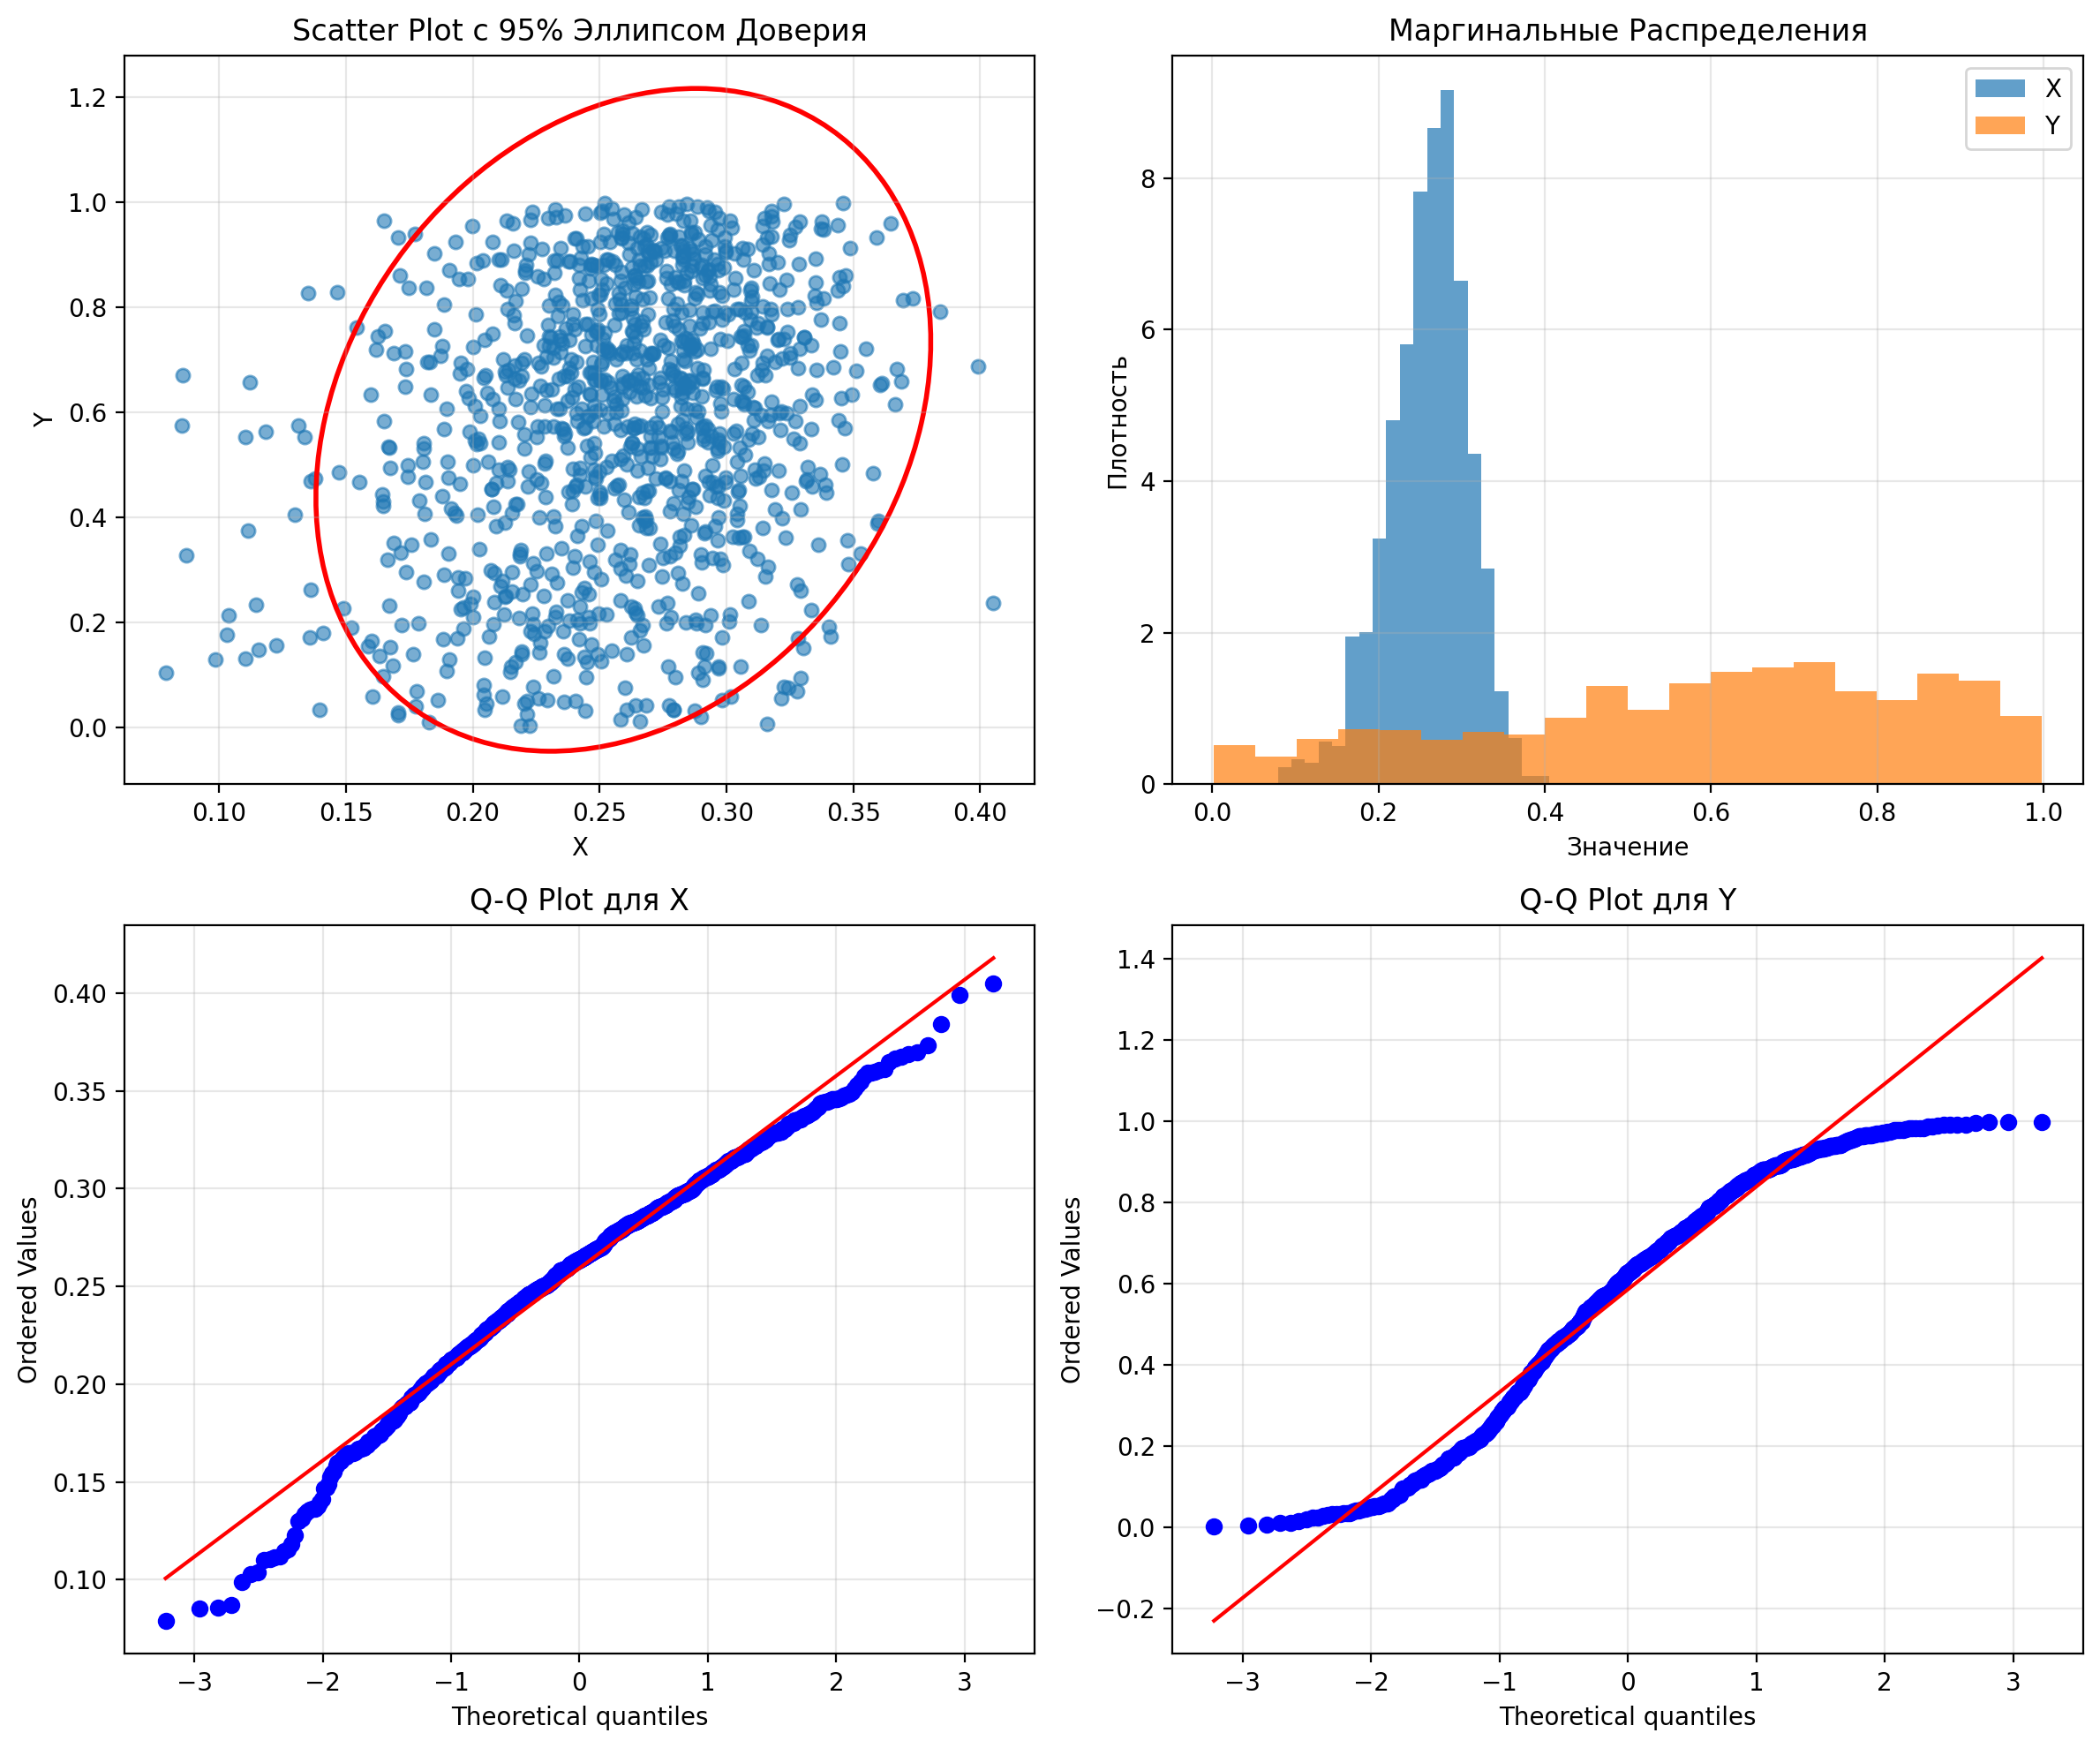 Scatter Plot с 95% Эллипсом Доверия
1.2
1.0
0.8
0.6
0.4
0.2
0.0
Y
0.10 0.15 0.20 0.25 0.30 0.35 0.40
X
Маргинальные Распределения
X
Y
8
6
4
2
0
Плотность
0.0 0.2 0.4 0.6 0.8 1.0
Значение
Q-Q Plot для X
0.40
0.35
0.30
0.25
0.20
0.15
0.10
Ordered Values
−3 −2 −1 0 1 2 3
Theoretical quantiles
Q-Q Plot для Y
1.4
1.2
1.0
0.8
0.6
0.4
0.2
0.0
−0.2
Ordered Values
−3 −2 −1 0 1 2 3
Theoretical quantiles